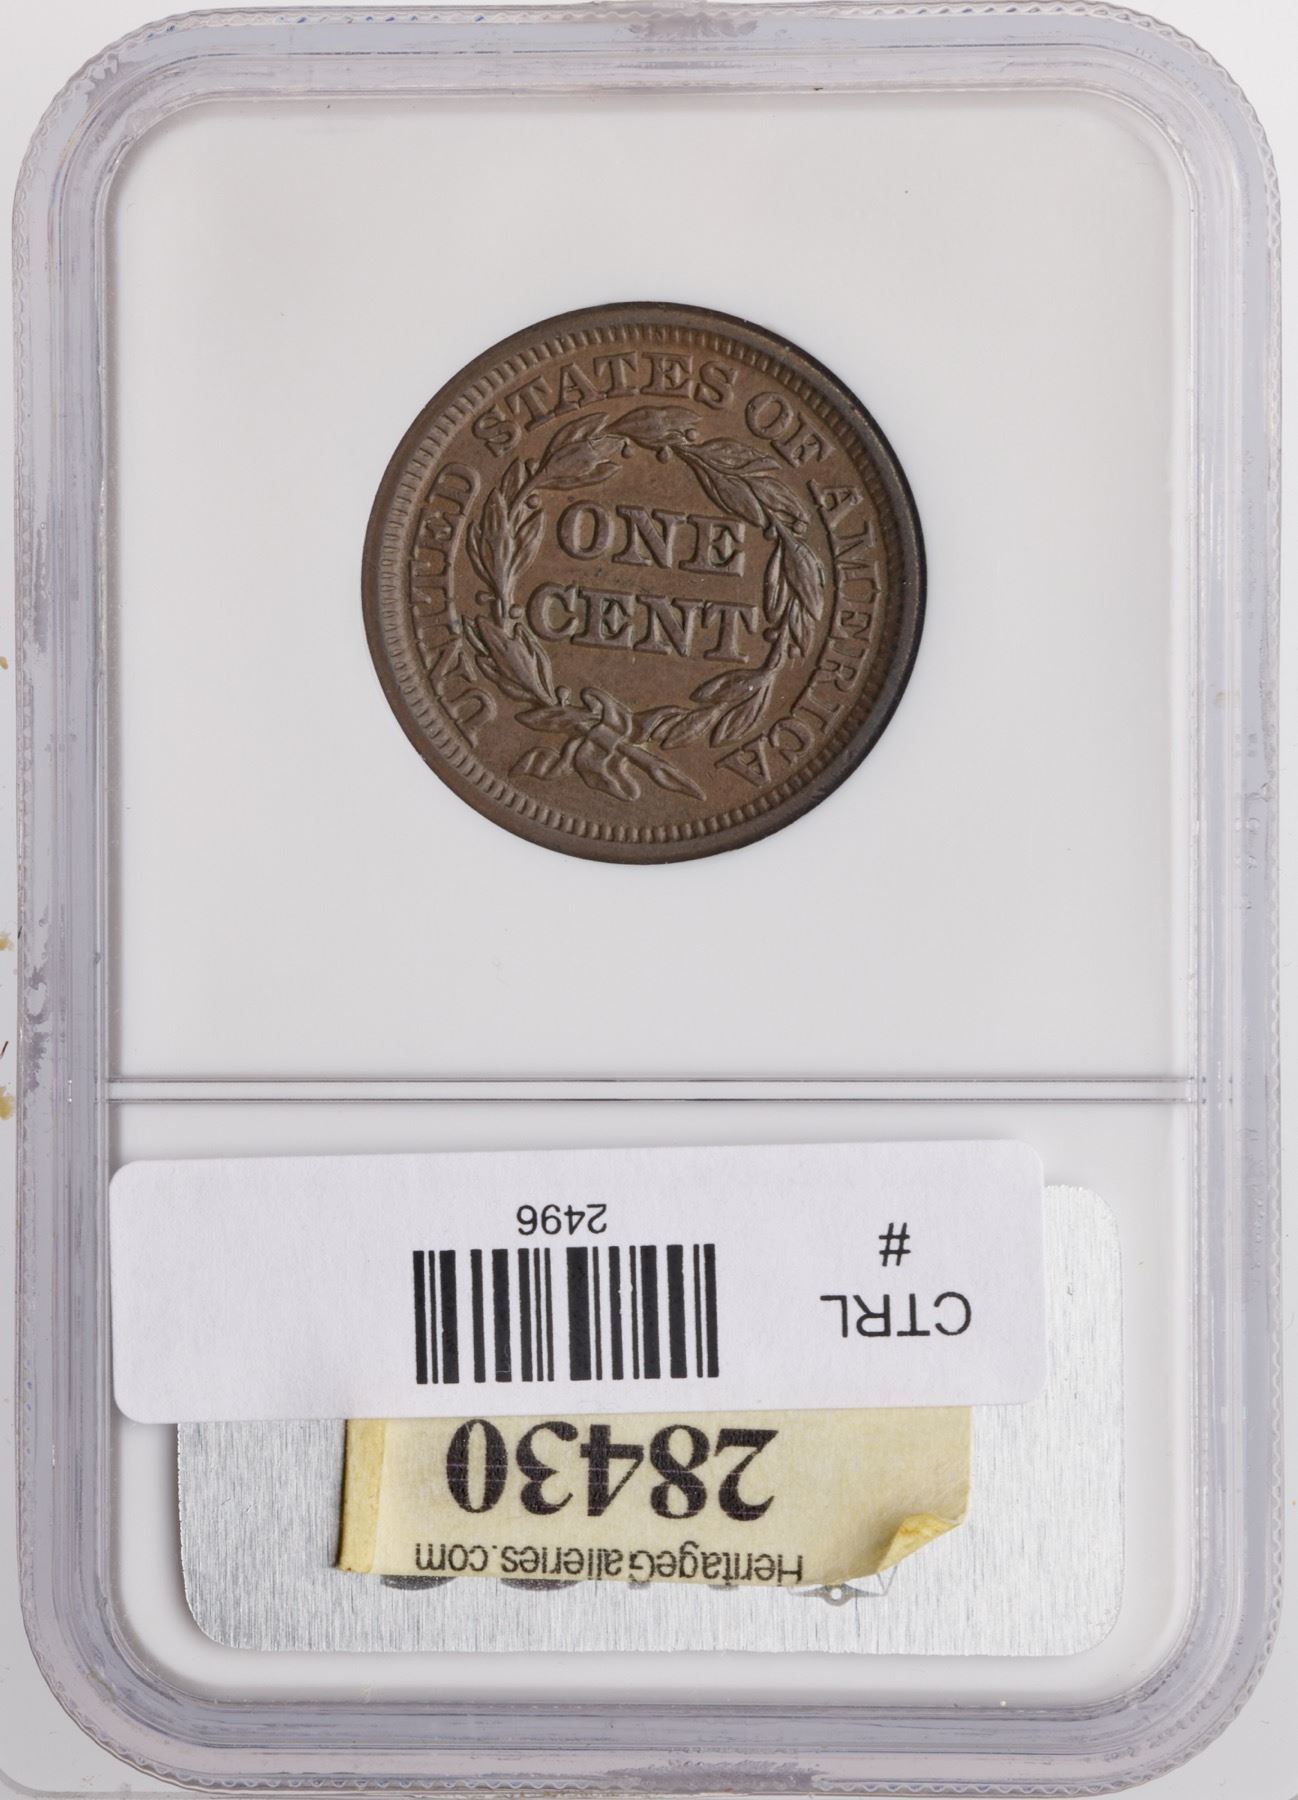 UNITED STATES OF AMERICA
ONE
CENT
CTRL
#
2496
HeritageGalleries.com
28430